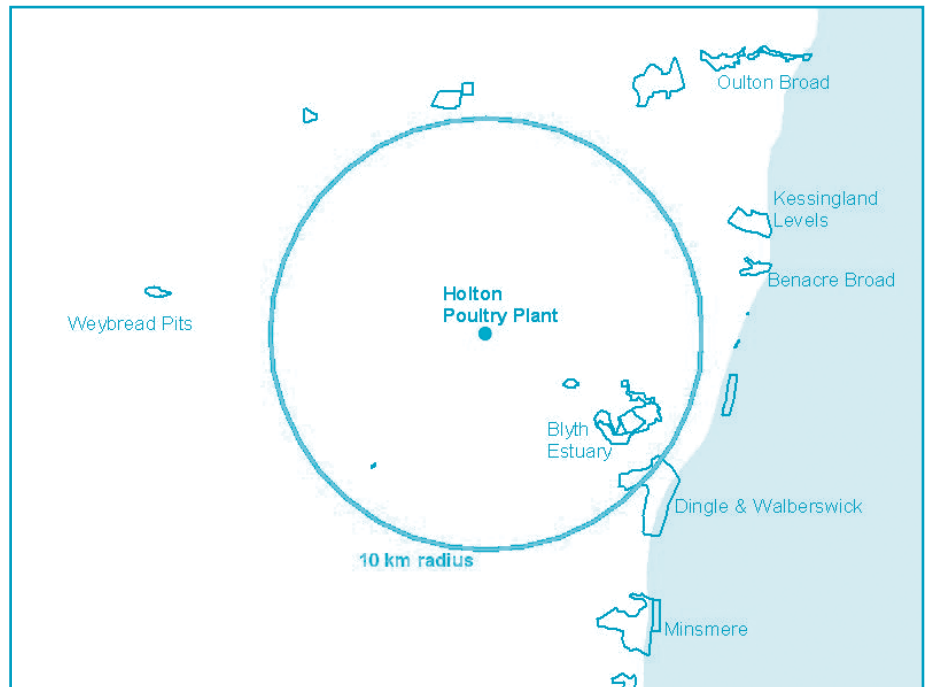 Oulton Broad
Kessingland
Levels
Benacre Broad
Holton
Poultry Plant
Weybread Pits
Blyth
Estuary
Dingle & Walberswick
10 km radius
Minsmere